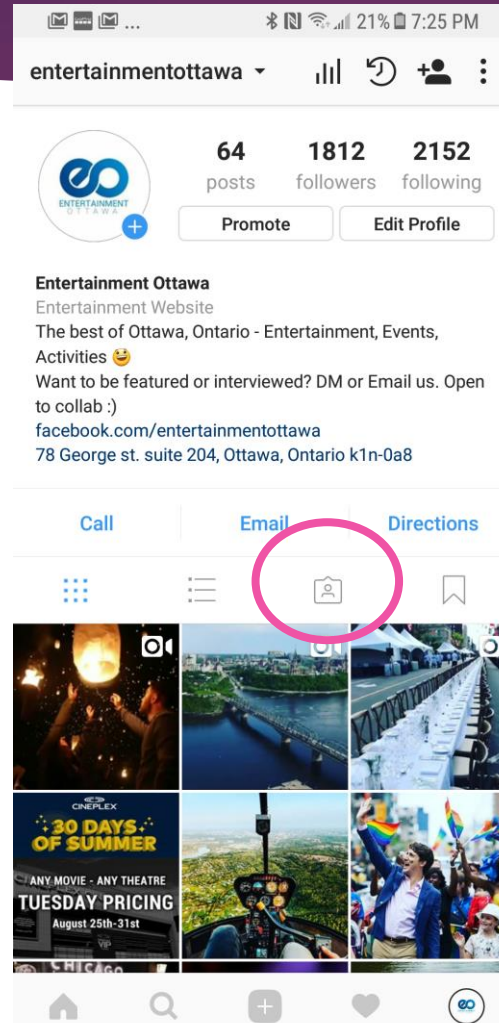 ... 21% 7:25 PM
entertainmentottawa
64 1812 2152
posts followers following
ENTERTAINMENT
OTTAWA
Promote Edit Profile
Entertainment Ottawa
Entertainment Website
The best of Ottawa, Ontario - Entertainment, Events,
Activities 😆
Want to be featured or interviewed? DM or Email us. Open
to collab :)
facebook.com/entertainmentottawa
78 George st. suite 204, Ottawa, Ontario k1n-0a8
Call Email Directions
CINEPLEX
30 DAYS
OF SUMMER
ANY MOVIE - ANY THEATRE
TUESDAY PRICING
August 25th-31st
VIP
CHICAGO